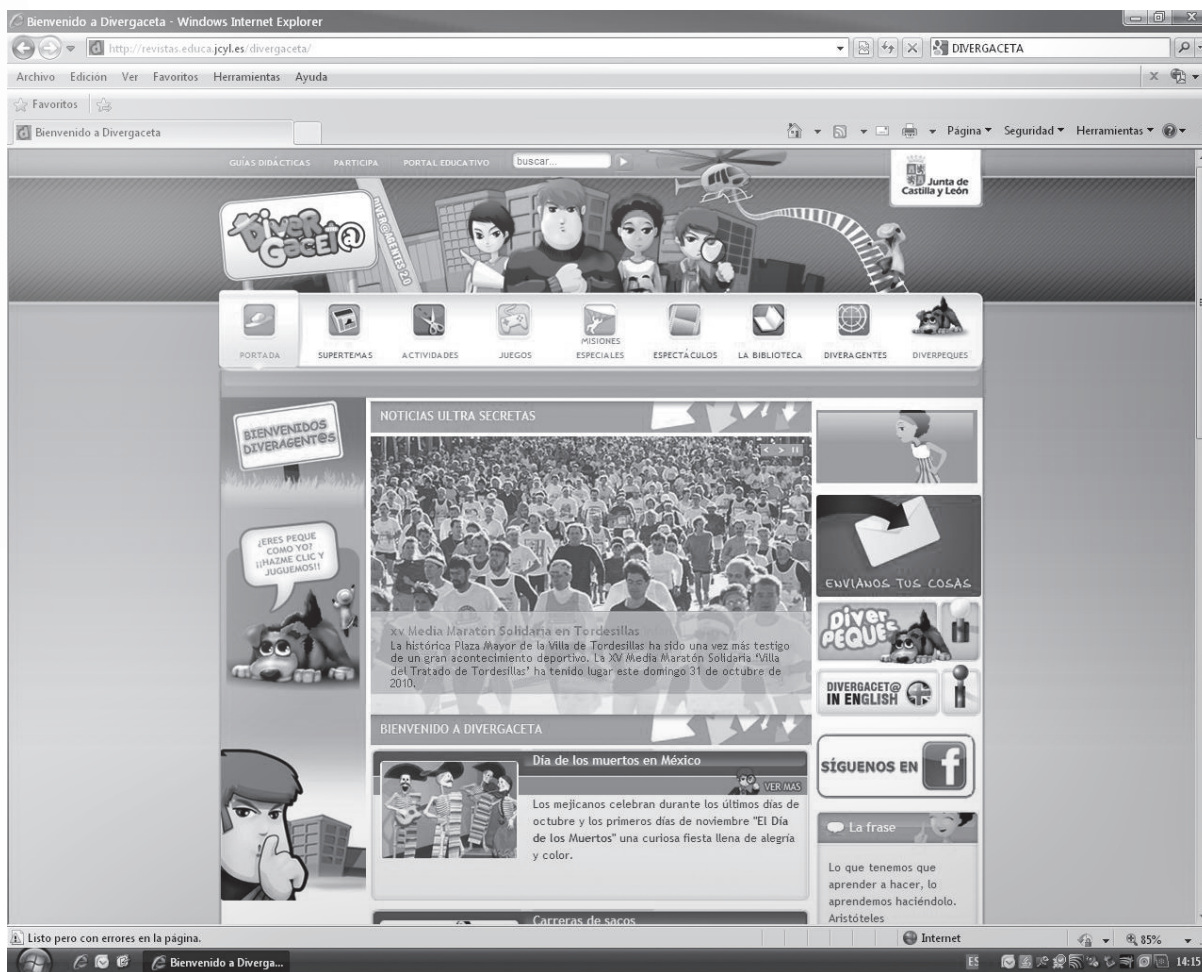 Bienvenido a Divergaceta - Windows Internet Explorer
http://revistas.educa.jcyl.es/divergaceta/
DIVERGACETA
Archivo Edición Ver Favoritos Herramientas Ayuda
Favoritos
Bienvenido a Divergaceta
Página Seguridad Herramientas
GUÍAS DIDÁCTICAS PARTICIPA PORTAL EDUCATIVO buscar...
Junta de
Castilla y León
DIVER
GACET@
DIVER@AGENTES 2.0
PORTADA SUPERTEMAS ACTIVIDADES JUEGOS MISIONES ESPECIALES ESPECTÁCULOS LA BIBLIOTECA DIVERAGENTES DIVERPEQUES
BIENVENIDOS
DIVERAGENT@S
¿ERES PEQUE
COMO YO?
¡¡HAZME CLIC Y
JUGUEMOS!!
NOTICIAS ULTRA SECRETAS
XV Media Maratón Solidaria en Tordesillas
La histórica Plaza Mayor de la Villa de Tordesillas ha sido una vez más testigo
de un gran acontecimiento deportivo. La XV Media Maratón Solidaria 'Villa
del Tratado de Tordesillas' ha tenido lugar este domingo 31 de octubre de
2010.
BIENVENIDO A DIVERGACETA
Día de los muertos en México
VER MAS
Los mejicanos celebran durante los últimos días de
octubre y los primeros días de noviembre "El Día
de los Muertos" una curiosa fiesta llena de alegría
y color.
Carreras de sacos
ENVÍANOS TUS COSAS
Diver
PEQUES
DIVERGACET@
IN ENGLISH
SÍGUENOS EN f
La frase
Lo que tenemos que
aprender a hacer, lo
aprendemos haciéndolo.
Aristóteles
Listo pero con errores en la página.
Internet
85%
Bienvenido a Diverga...
ES
14:15